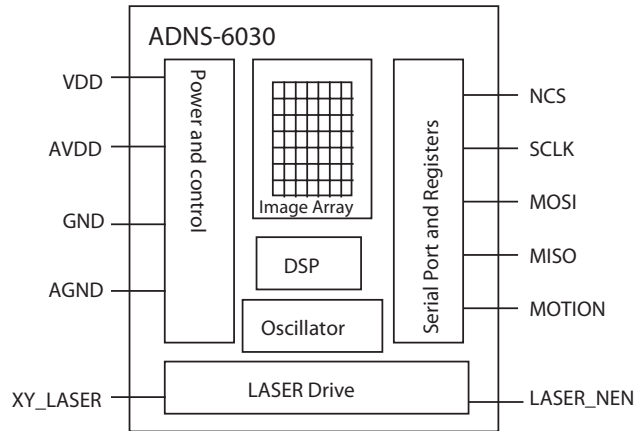 ADNS-6030
VDD
AVDD
GND
AGND
XY_LASER
Power and control
Image Array
DSP
Oscillator
LASER Drive
Serial Port and Registers
NCS
SCLK
MOSI
MISO
MOTION
LASER_NEN